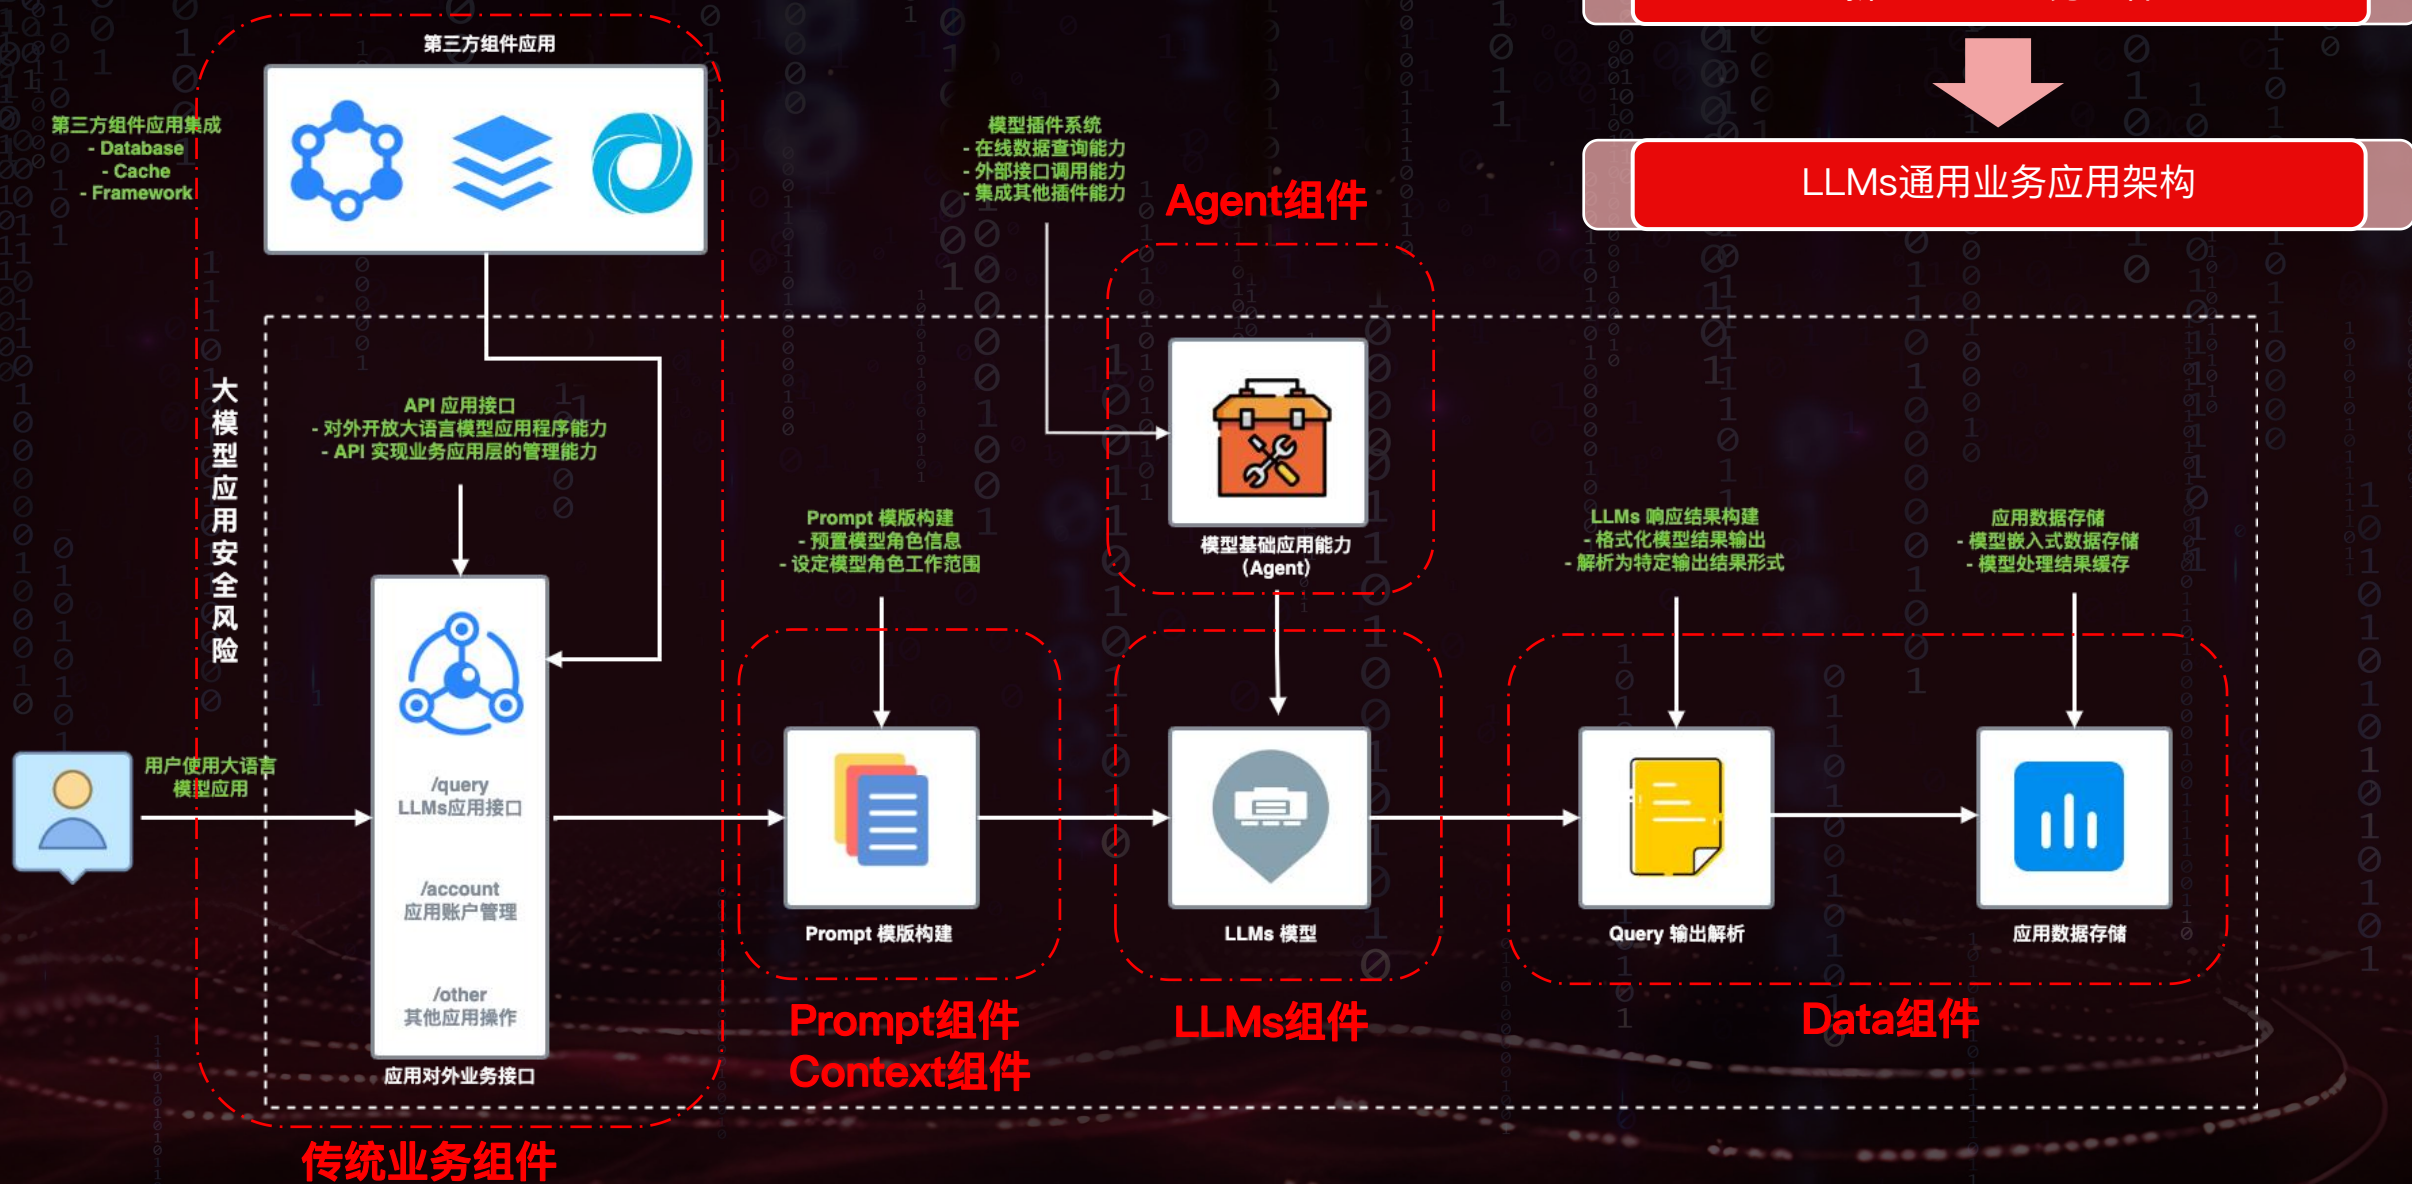 第三方组件应用
第三方组件应用集成
- Database
- Cache
- Framework
模型插件系统
- 在线数据查询能力
- 外部接口调用能力
- 集成其他插件能力
Agent组件
LLMs通用业务应用架构
大模型应用安全风险
API 应用接口
- 对外开放大语言模型应用程序能力
- API 实现业务应用层的管理能力
Prompt 模版构建
- 预置模型角色信息
- 设定模型角色工作范围
模型基础应用能力
（Agent）
LLMs 响应结果构建
- 格式化模型结果输出
- 解析为特定输出结果形式
应用数据存储
- 模型嵌入式数据存储
- 模型处理结果缓存
用户使用大语言
模型应用
/query
LLMs应用接口
/account
应用账户管理
/other
其他应用操作
应用对外业务接口
Prompt 模版构建
LLMs 模型
Query 输出解析
应用数据存储
Prompt组件
Context组件
LLMs组件
Data组件
传统业务组件